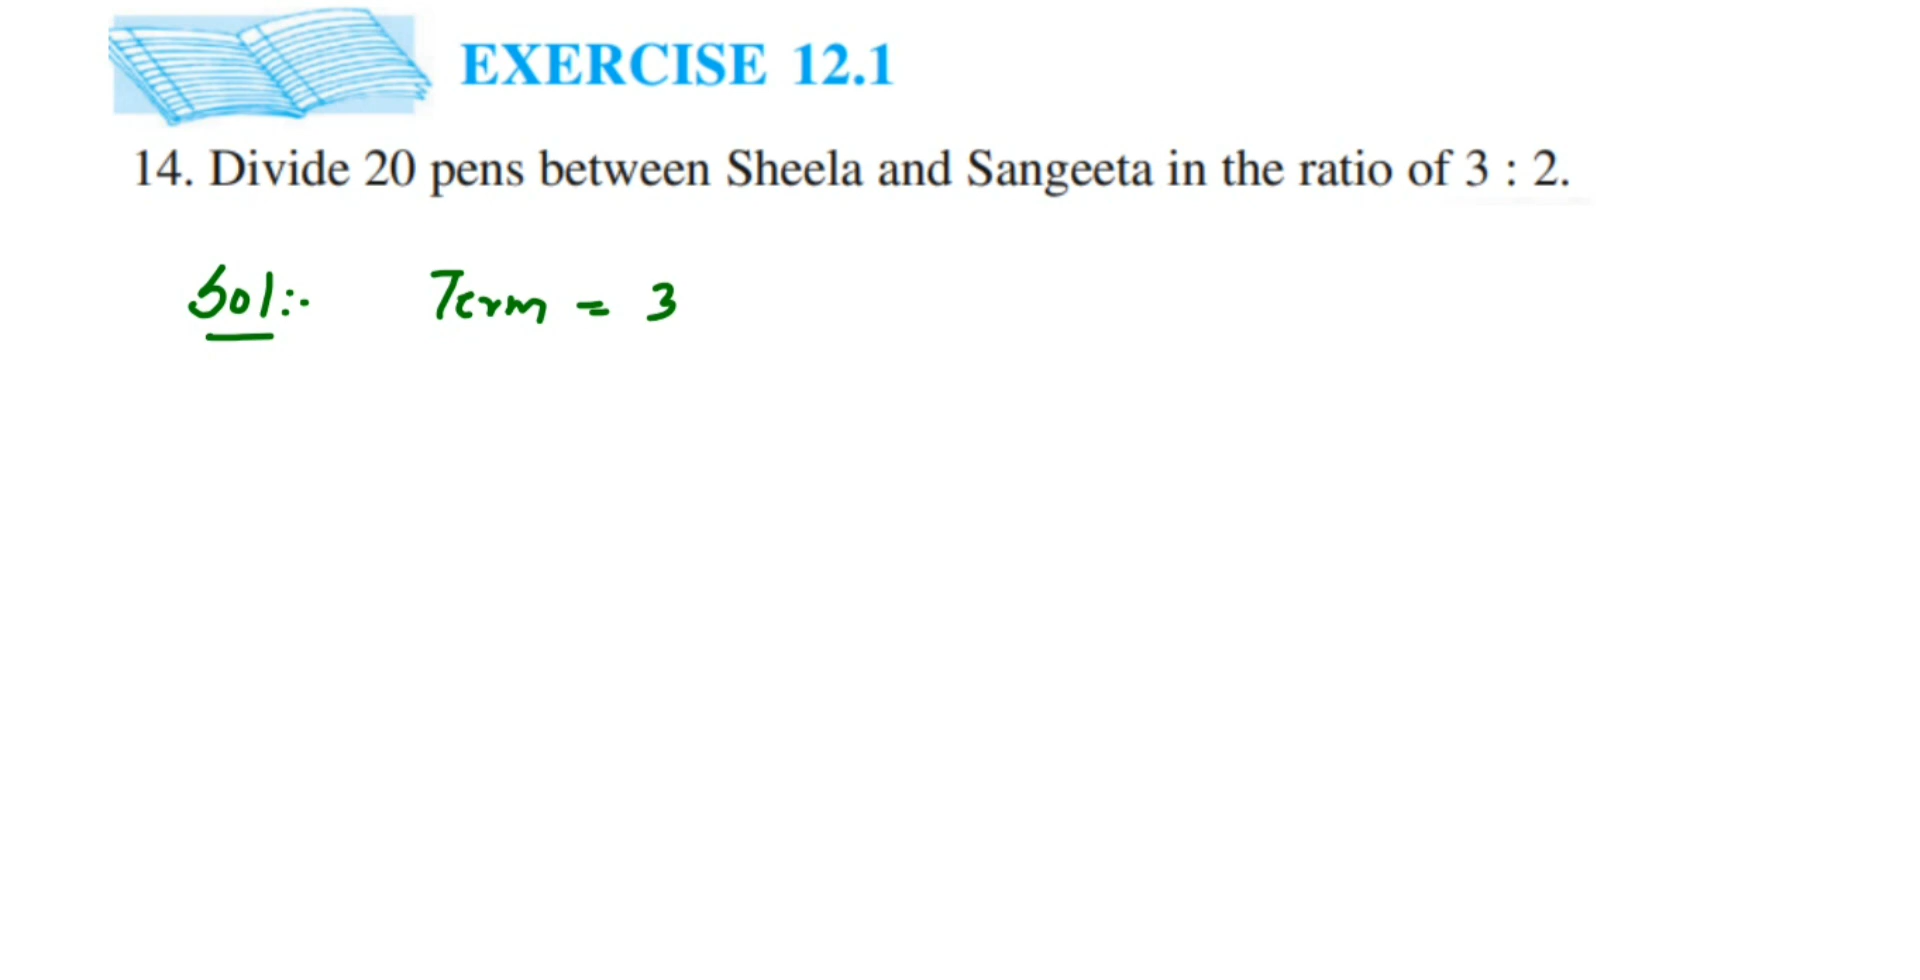 EXERCISE 12.1
14. Divide 20 pens between Sheela and Sangeeta in the ratio of 3 : 2.
Sol:- Term = 3